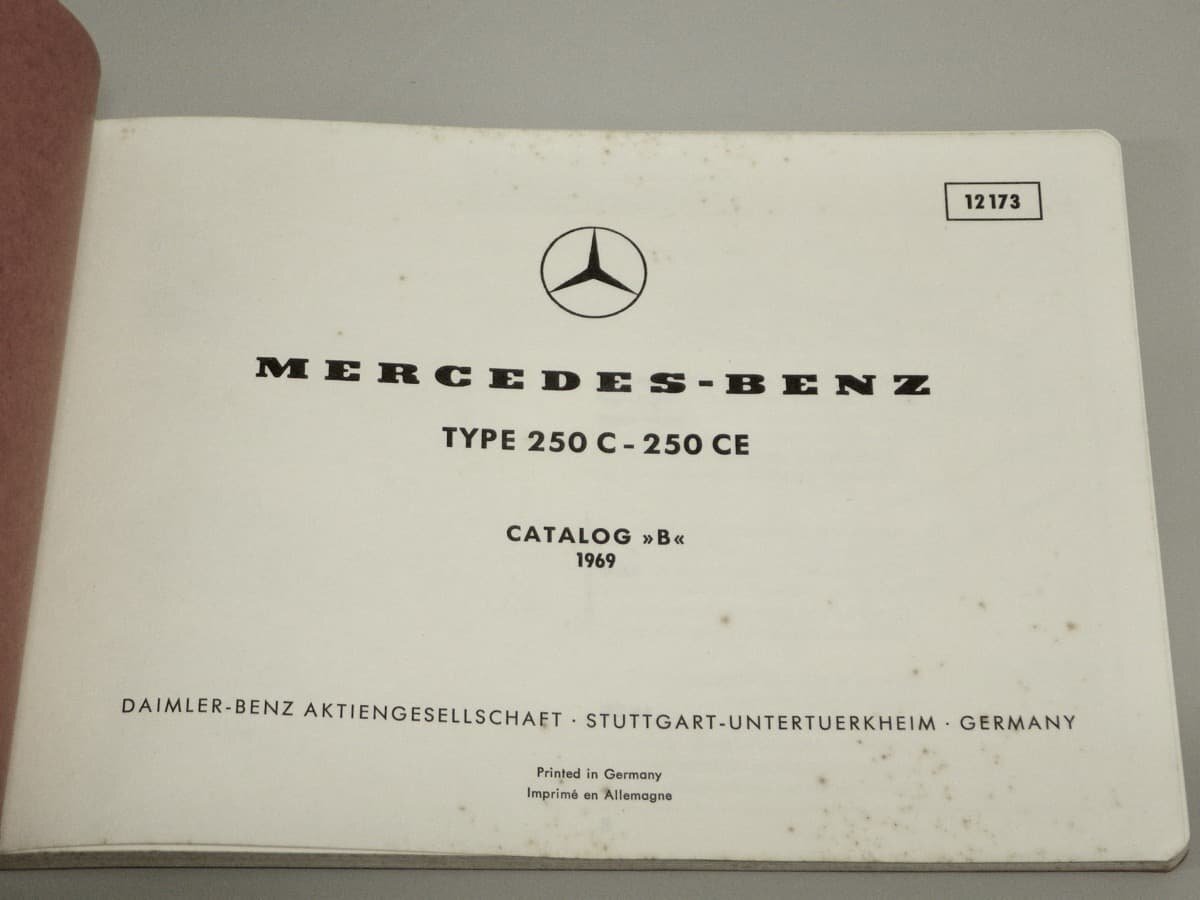 12173
MERCEDES-BENZ
TYPE 250 C - 250 CE
CATALOG »B«
1969
DAIMLER-BENZ AKTIENGESELLSCHAFT · STUTTGART-UNTERTUERKHEIM · GERMANY
Printed in Germany
Imprimé en Allemagne